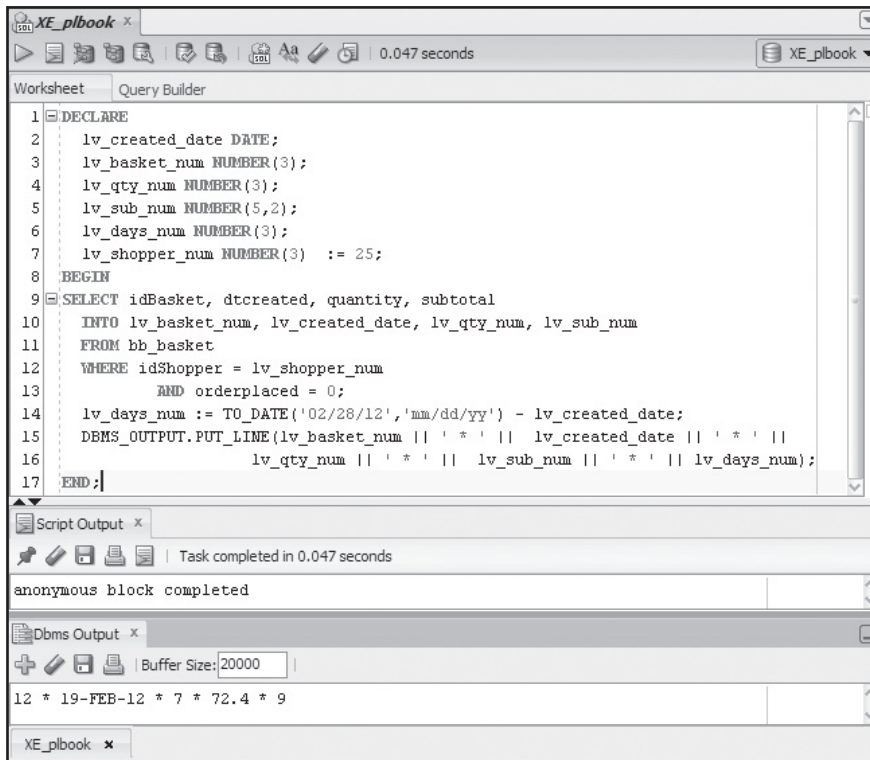 XE_plbook
0.047 seconds
XE_plbook
Worksheet Query Builder
1 DECLARE
2 lv_created_date DATE;
3 lv_basket_num NUMBER(3);
4 lv_qty_num NUMBER(3);
5 lv_sub_num NUMBER(5,2);
6 lv_days_num NUMBER(3);
7 lv_shopper_num NUMBER(3) := 25;
8 BEGIN
9 SELECT idBasket, dtcreated, quantity, subtotal
10 INTO lv_basket_num, lv_created_date, lv_qty_num, lv_sub_num
11 FROM bb_basket
12 WHERE idShopper = lv_shopper_num
13 AND orderplaced = 0;
14 lv_days_num := TO_DATE('02/28/12','mm/dd/yy') - lv_created_date;
15 DBMS_OUTPUT.PUT_LINE(lv_basket_num || ' * ' || lv_created_date || ' * ' ||
16 lv_qty_num || ' * ' || lv_sub_num || ' * ' || lv_days_num);
17 END;
Script Output
Task completed in 0.047 seconds
anonymous block completed
Dbms Output
Buffer Size: 20000
12 * 19-FEB-12 * 7 * 72.4 * 9
XE_plbook